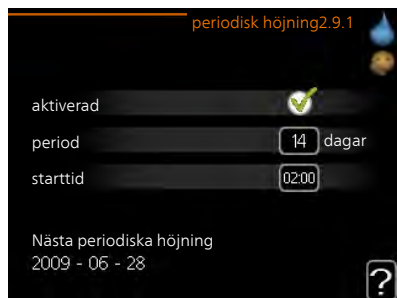 periodisk höjning2.9.1
aktiverad
period 14 dagar
starttid 02:00
Nästa periodiska höjning
2009 - 06 - 28
?